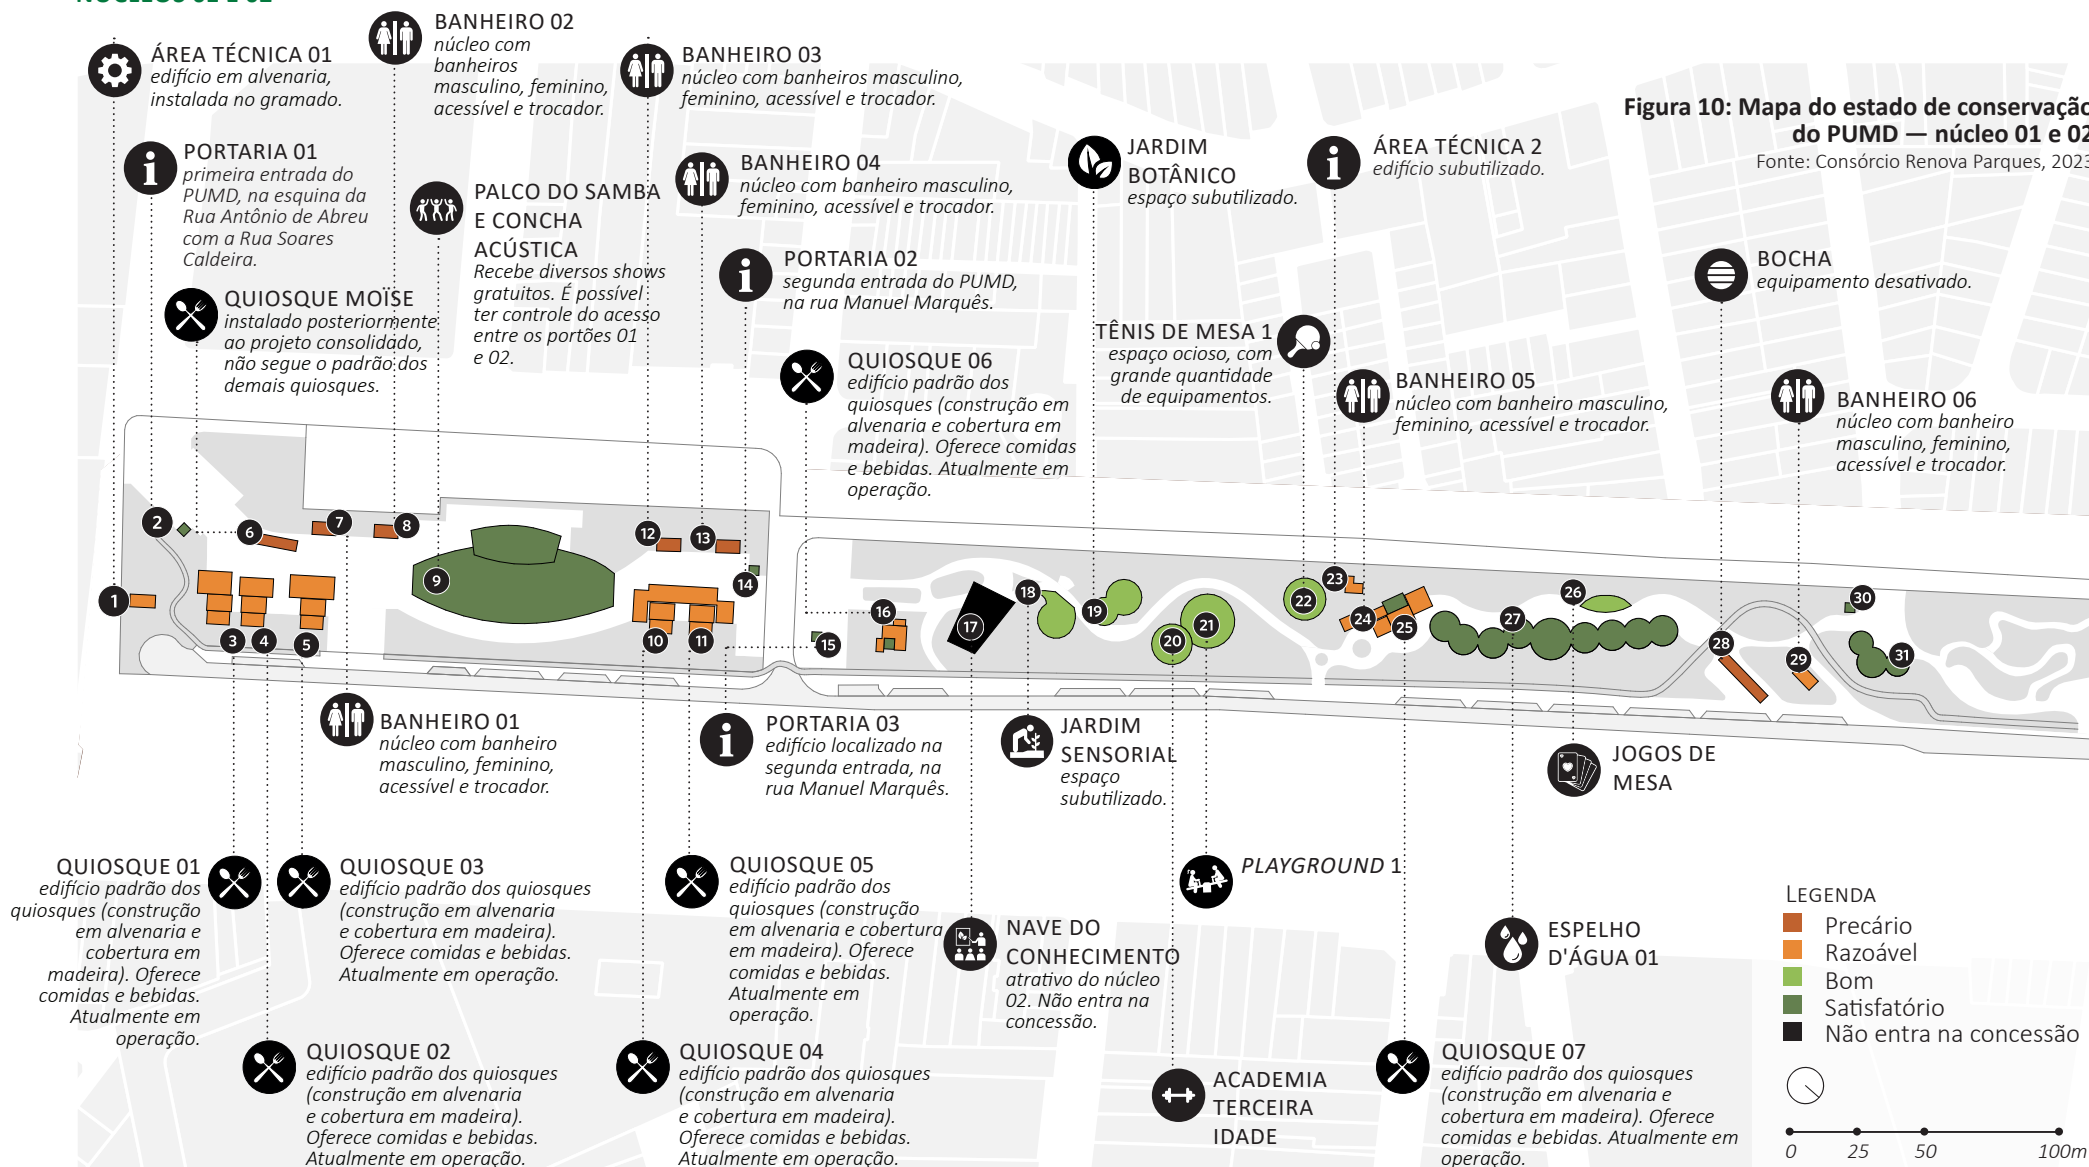 NÚCLEOS 01 E 02
ÁREA TÉCNICA 01
edifício em alvenaria,
instalada no gramado.
BANHEIRO 02
núcleo com
banheiros
masculino, feminino,
acessível e trocador.
BANHEIRO 03
núcleo com banheiros masculino,
feminino, acessível e trocador.
Figura 10: Mapa do estado de conservação
do PUMD — núcleo 01 e 02
Fonte: Consórcio Renova Parques, 2023
PORTARIA 01
primeira entrada do
PUMD, na esquina da
Rua Antônio de Abreu
com a Rua Soares
Caldeira.
PALCO DO SAMBA
E CONCHA
ACÚSTICA
Recebe diversos shows
gratuitos. É possível
ter controle do acesso
entre os portões 01
e 02.
BANHEIRO 04
núcleo com banheiro masculino,
feminino, acessível e trocador.
JARDIM
BOTÂNICO
espaço subutilizado.
ÁREA TÉCNICA 2
edifício subutilizado.
QUIOSQUE MOÏSE
instalado posteriormente
ao projeto consolidado,
não segue o padrão dos
demais quiosques.
PORTARIA 02
segunda entrada do PUMD,
na rua Manuel Marquês.
BOCHA
equipamento desativado.
QUIOSQUE 06
edifício padrão dos
quiosques (construção em
alvenaria e cobertura em
madeira). Oferece comidas
e bebidas. Atualmente em
operação.
TÊNIS DE MESA 1
espaço ocioso, com
grande quantidade
de equipamentos.
BANHEIRO 05
núcleo com banheiro masculino,
feminino, acessível e trocador.
BANHEIRO 06
núcleo com banheiro
masculino, feminino,
acessível e trocador.
1
2
3
4
5
6
7
8
9
10
11
12
13
14
15
16
17
18
19
20
21
22
23
24
25
26
27
28
29
30
31
BANHEIRO 01
núcleo com banheiro
masculino, feminino,
acessível e trocador.
PORTARIA 03
edifício localizado na
segunda entrada, na
rua Manuel Marquês.
JARDIM
SENSORIAL
espaço
subutilizado.
JOGOS DE
MESA
QUIOSQUE 01
edifício padrão dos
quiosques (construção
em alvenaria e
cobertura em
madeira). Oferece
comidas e bebidas.
Atualmente em
operação.
QUIOSQUE 03
edifício padrão dos quiosques
(construção em alvenaria
e cobertura em madeira).
Oferece comidas e bebidas.
Atualmente em operação.
QUIOSQUE 05
edifício padrão dos
quiosques (construção
em alvenaria e cobertura
em madeira). Oferece
comidas e bebidas.
Atualmente em
operação.
NAVE DO
CONHECIMENTO
atrativo do núcleo
02. Não entra na
concessão.
PLAYGROUND 1
ESPELHO
D'ÁGUA 01
QUIOSQUE 02
edifício padrão dos quiosques
(construção em alvenaria
e cobertura em madeira).
Oferece comidas e bebidas.
Atualmente em operação.
QUIOSQUE 04
edifício padrão dos quiosques
(construção em alvenaria
e cobertura em madeira).
Oferece comidas e bebidas.
Atualmente em operação.
ACADEMIA
TERCEIRA
IDADE
QUIOSQUE 07
edifício padrão dos quiosques
(construção em alvenaria e
cobertura em madeira). Oferece
comidas e bebidas. Atualmente em
operação.
LEGENDA
Precário
Razoável
Bom
Satisfatório
Não entra na concessão
0 25 50 100m